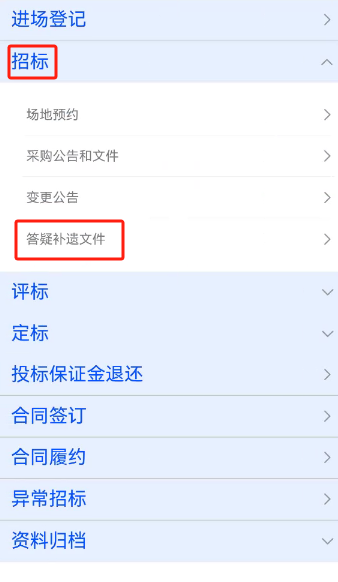 进场登记
招标
场地预约
采购公告和文件
变更公告
答疑补遗文件
评标
定标
投标保证金退还
合同签订
合同履约
异常招标
资料归档